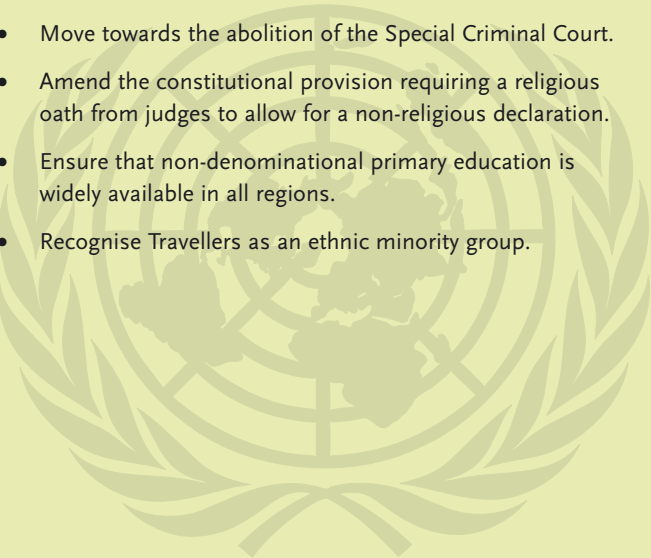 • Move towards the abolition of the Special Criminal Court.
• Amend the constitutional provision requiring a religious
oath from judges to allow for a non-religious declaration.
• Ensure that non-denominational primary education is
widely available in all regions.
• Recognise Travellers as an ethnic minority group.